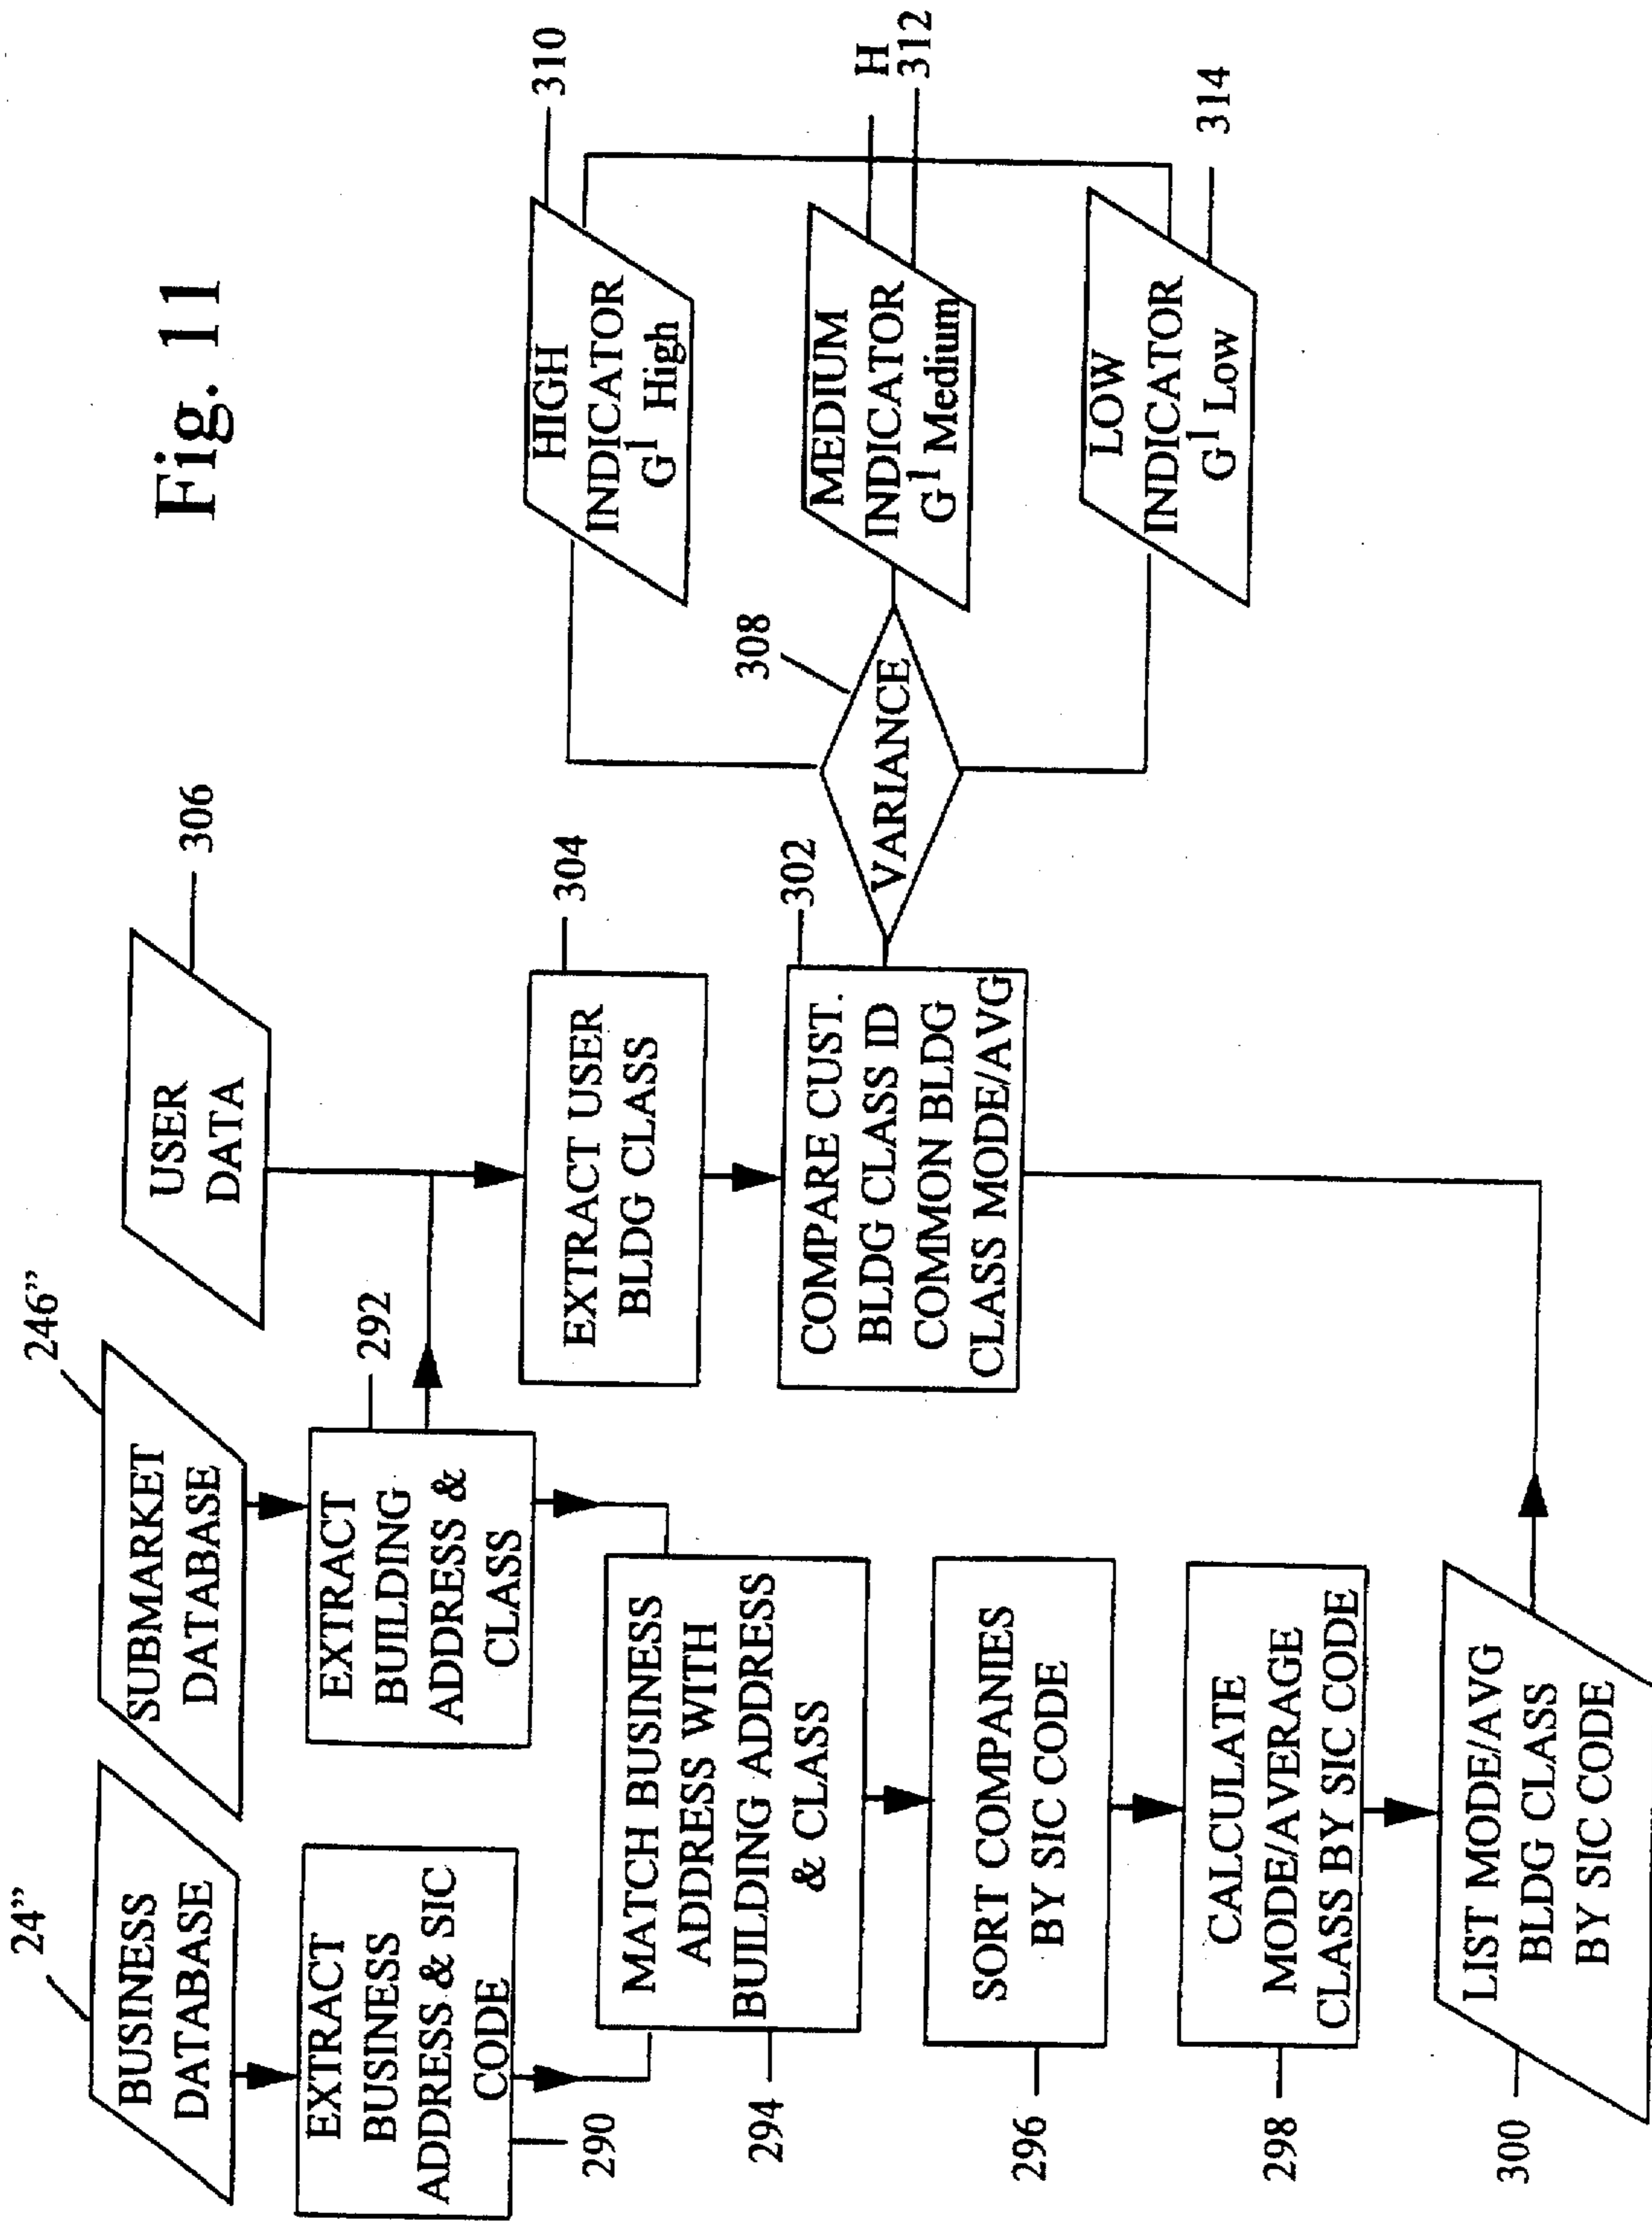 Fig. 11
24”
BUSINESS
DATABASE
EXTRACT
BUSINESS
ADDRESS & SIC
CODE
290
246”
SUBMARKET
DATABASE
292
EXTRACT
BUILDING
ADDRESS &
CLASS
294
MATCH BUSINESS
ADDRESS WITH
BUILDING ADDRESS
& CLASS
296
SORT COMPANIES
BY SIC CODE
298
CALCULATE
MODE/AVERAGE
CLASS BY SIC CODE
300
LIST MODE/AVG
BLDG CLASS
BY SIC CODE
306
USER
DATA
304
EXTRACT USER
BLDG CLASS
302
COMPARE CUST.
BLDG CLASS ID
COMMON BLDG
CLASS MODE/AVG
308
VARIANCE
310
HIGH
INDICATOR
G1 High
H
312
MEDIUM
INDICATOR
G1 Medium
314
LOW
INDICATOR
G1 Low